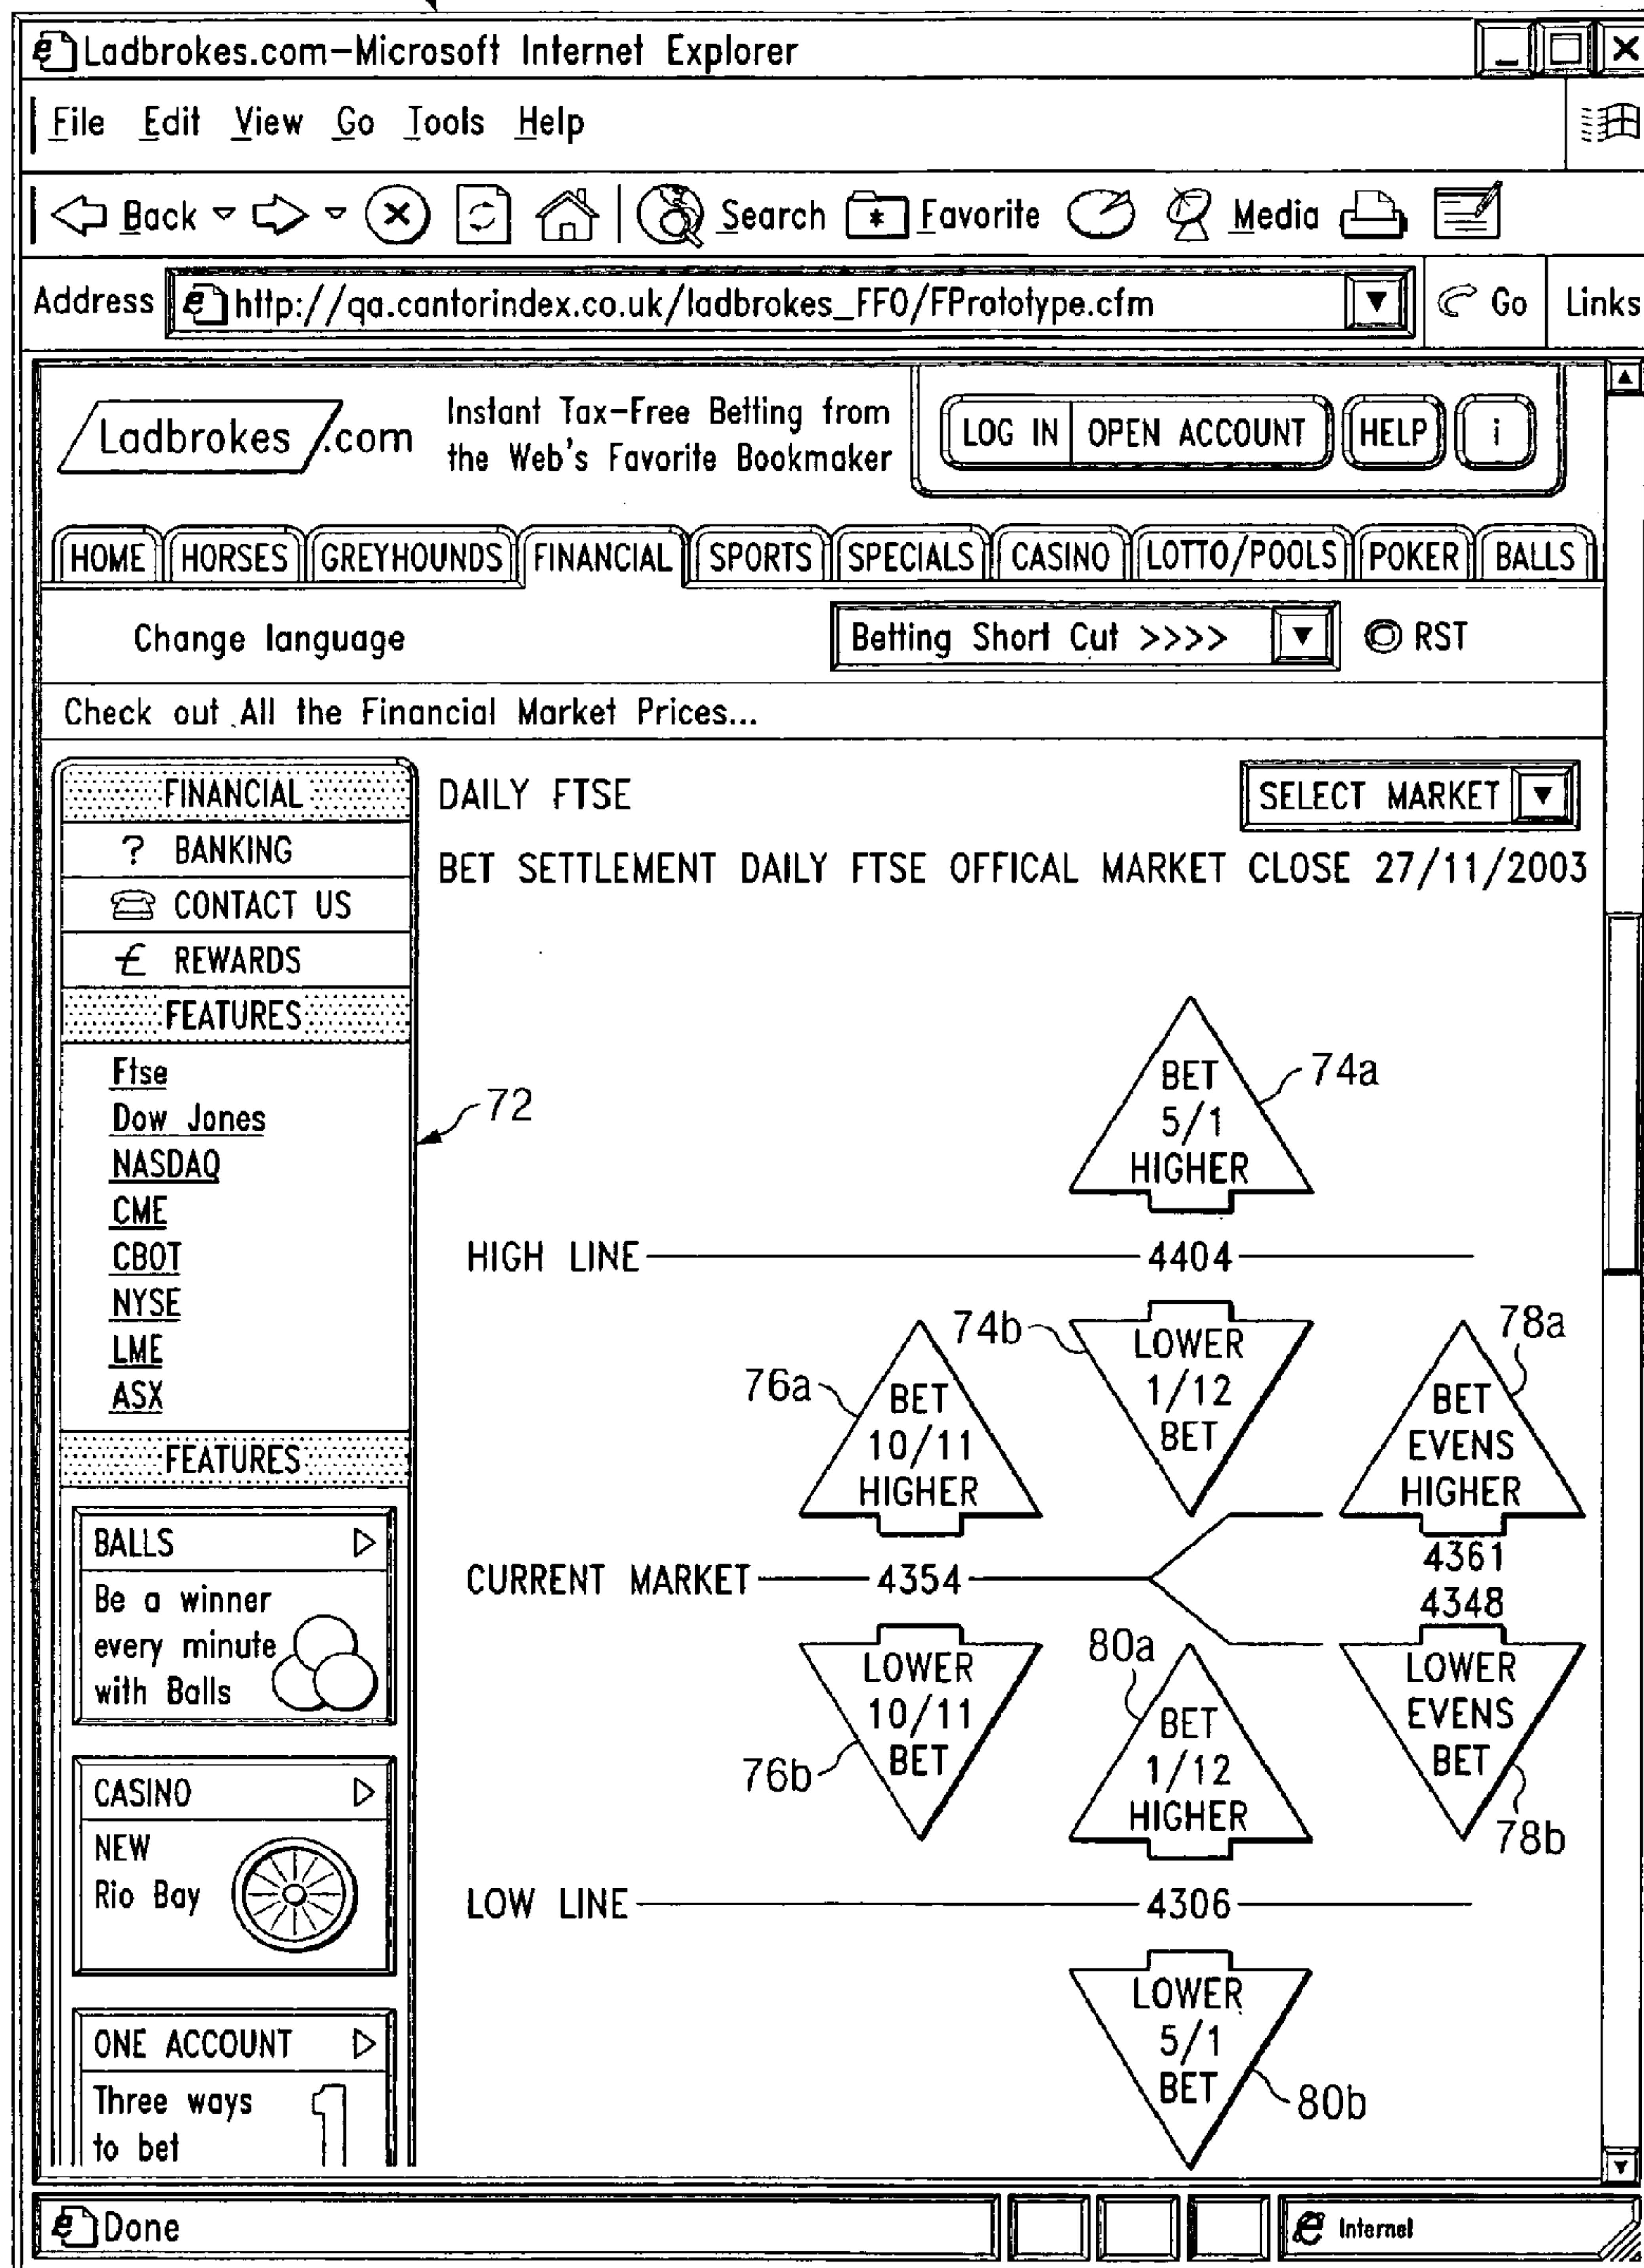 Ladbrokes.com-Microsoft Internet Explorer
File Edit View Go Tools Help
Back Search Favorite Media
Address http://qa.cantorindex.co.uk/ladbrokes_FFO/FPrototype.cfm Go Links
Ladbrokes.com
Instant Tax-Free Betting from
the Web's Favorite Bookmaker
LOG IN OPEN ACCOUNT HELP i
HOME HORSES GREYHOUNDS FINANCIAL SPORTS SPECIALS CASINO LOTTO/POOLS POKER BALLS
Change language Betting Short Cut >>>> RST
Check out All the Financial Market Prices...
FINANCIAL
? BANKING
CONTACT US
£ REWARDS
FEATURES
Ftse
Dow Jones
NASDAQ
CME
CBOT
NYSE
LME
ASX
FEATURES
BALLS
Be a winner
every minute
with Balls
CASINO
NEW
Rio Bay
ONE ACCOUNT
Three ways
to bet
1
72
DAILY FTSE SELECT MARKET
BET SETTLEMENT DAILY FTSE OFFICAL MARKET CLOSE 27/11/2003
BET
5/1
HIGHER
74a
HIGH LINE 4404
74b
LOWER
1/12
BET
76a
BET
10/11
HIGHER
78a
BET
EVENS
HIGHER
CURRENT MARKET 4354
4361
4348
LOWER
10/11
BET
76b
80a
BET
1/12
HIGHER
LOWER
EVENS
BET
78b
LOW LINE 4306
LOWER
5/1
BET
80b
Done Internet